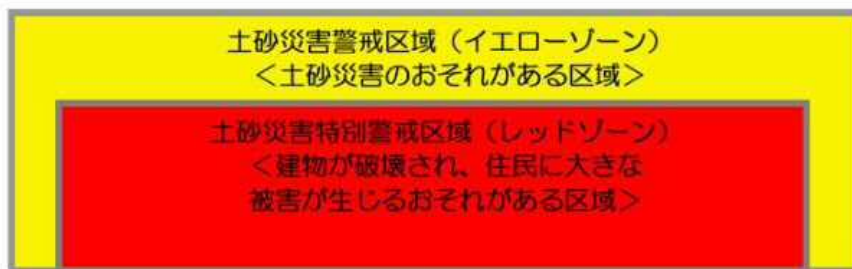 土砂災害警戒区域（イエローゾーン）
＜土砂災害のおそれがある区域＞
土砂災害特別警戒区域（レッドゾーン）
＜建物が破壊され、住民に大きな
被害が生じるおそれがある区域＞